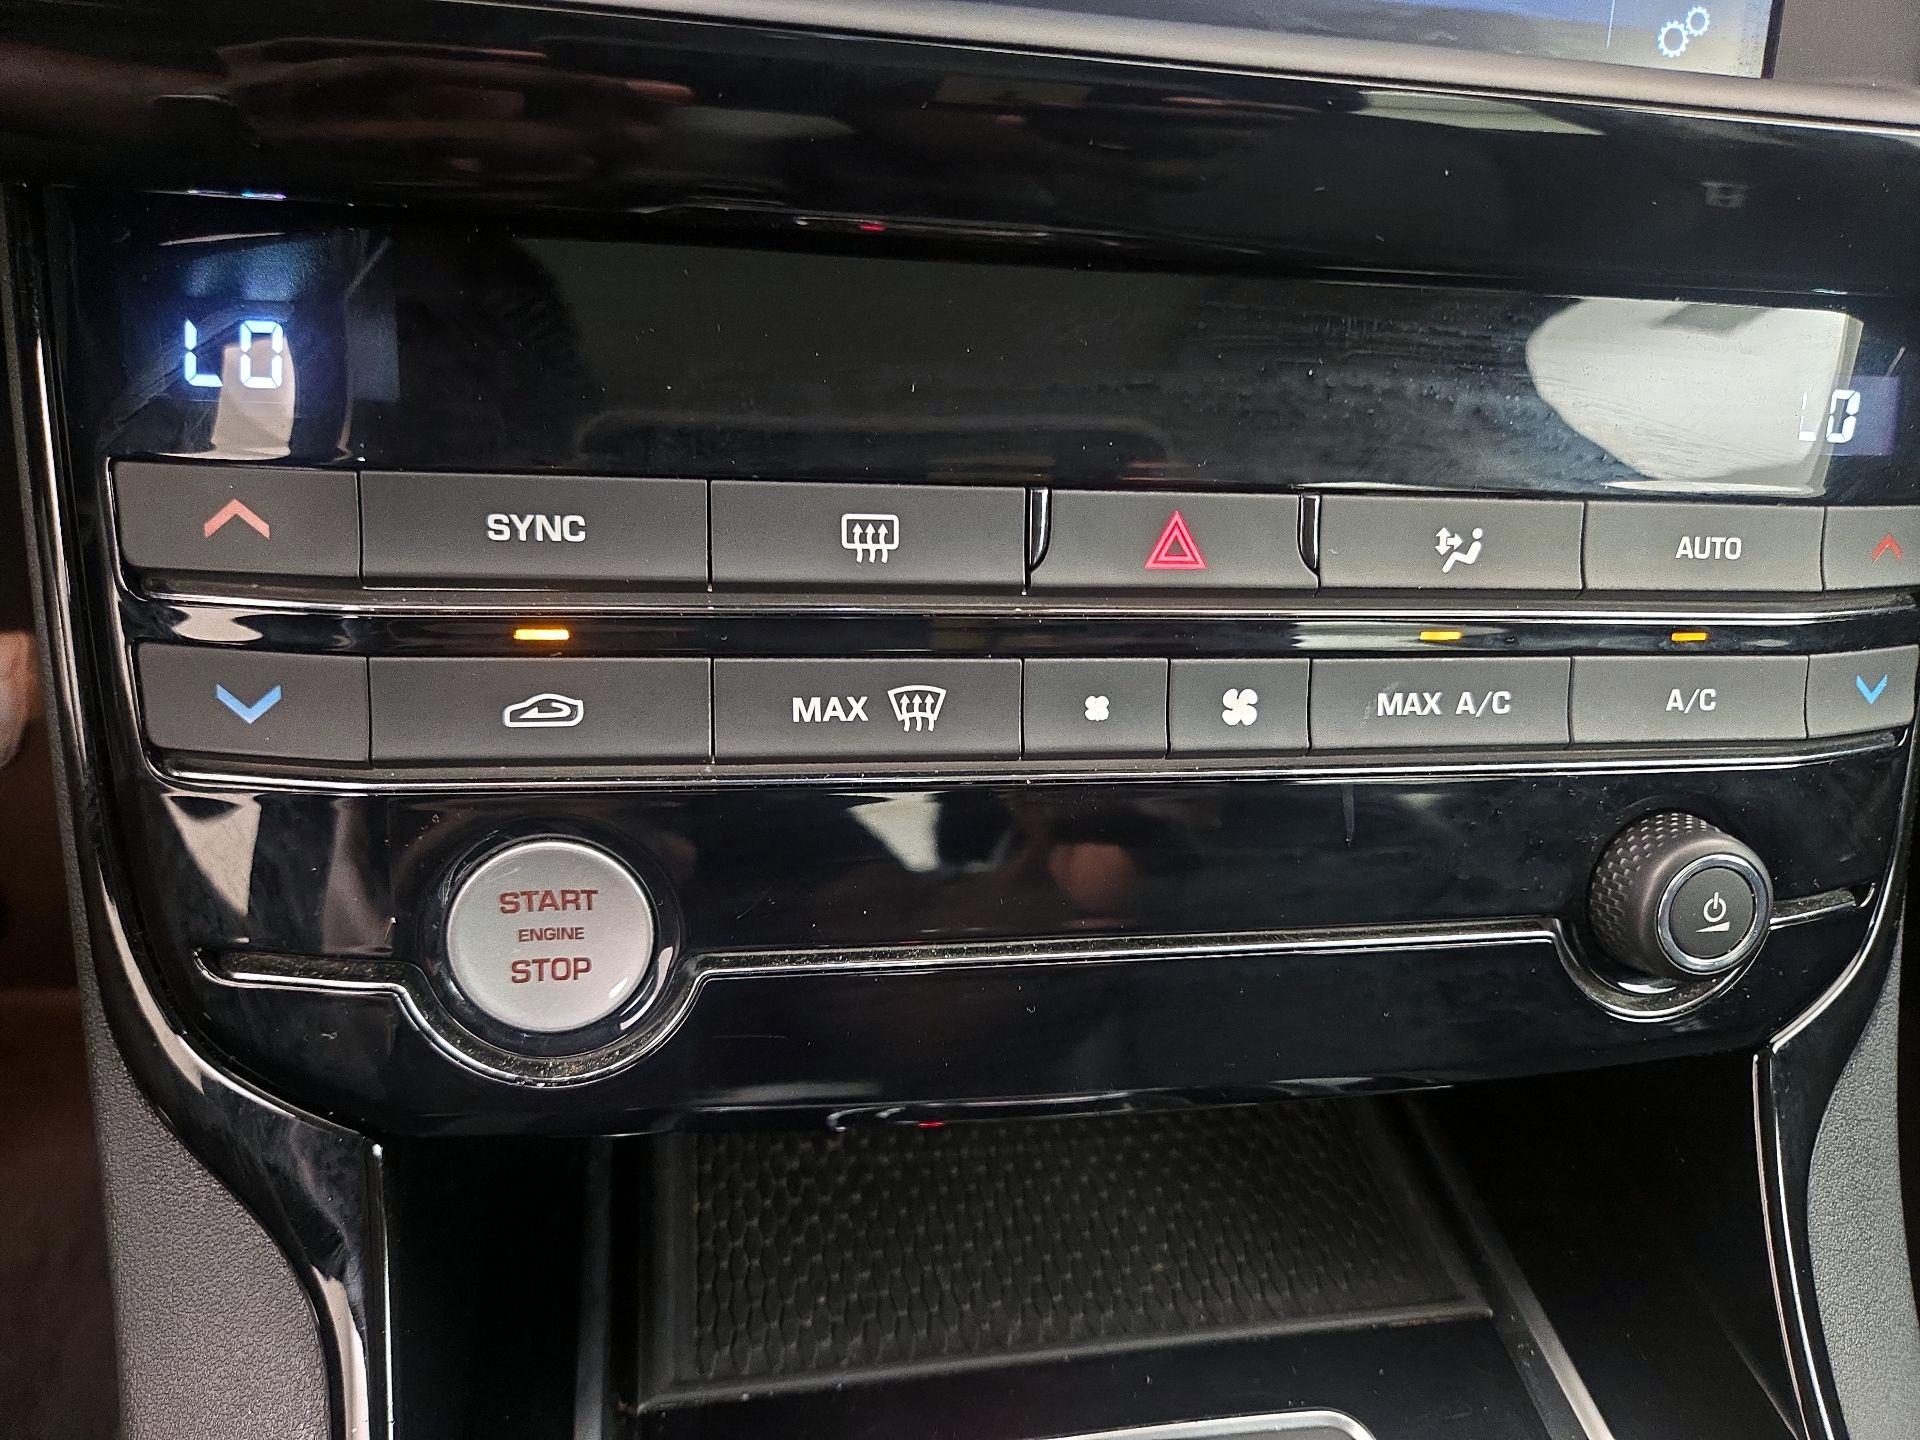 LO
LO
SYNC
AUTO
MAX
MAX A/C
A/C
START
ENGINE
STOP